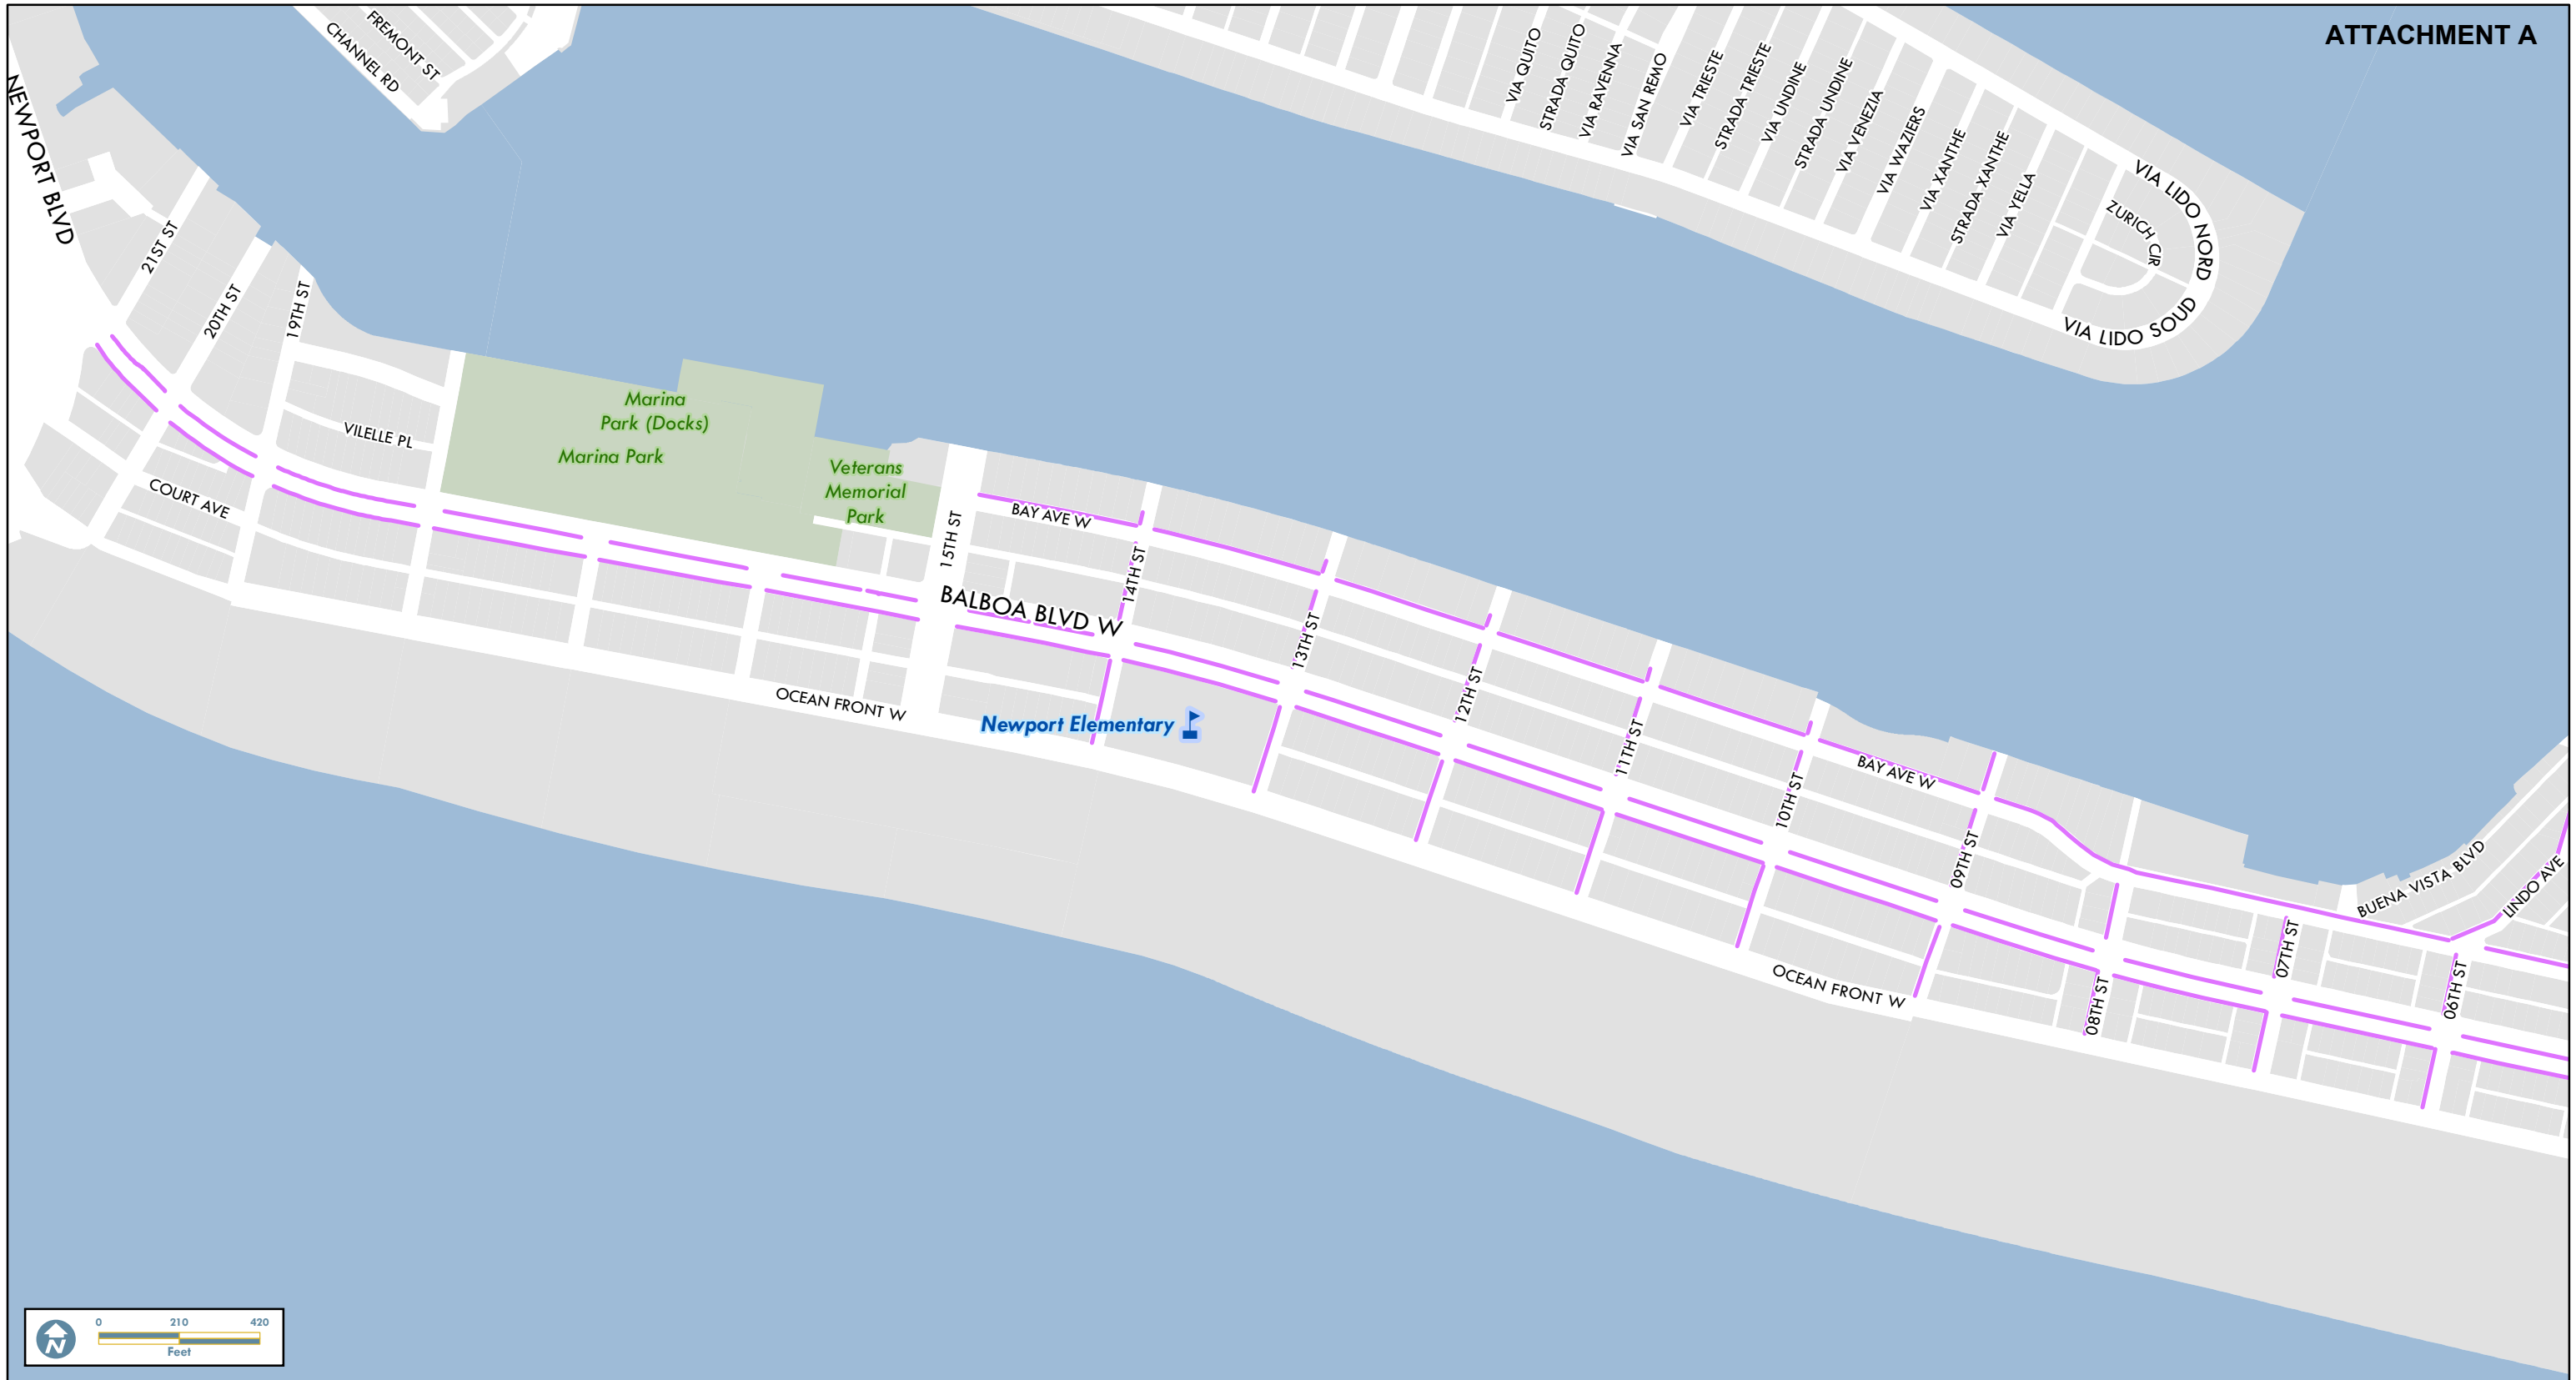 ATTACHMENT A
FREMONT ST
CHANNEL RD
NEWPORT BLVD
VIA QUITO
STRADA QUITO
VIA RAVENNA
VIA SAN REMO
VIA TRIESTE
STRADA TRIESTE
VIA UNDINE
STRADA UNDINE
VIA VENEZIA
VIA WAZIERS
VIA XANTHE
STRADA XANTHE
VIA YELLA
ZURICH CIR
VIA LIDO NORD
VIA LIDO SOUD
21ST ST
20TH ST
19TH ST
VILELLE PL
COURT AVE
Marina
Park (Docks)
Marina Park
Veterans
Memorial
Park
15TH ST
BAY AVE W
14TH ST
BALBOA BLVD W
OCEAN FRONT W
Newport Elementary
13TH ST
12TH ST
11TH ST
10TH ST
BAY AVE W
09TH ST
OCEAN FRONT W
08TH ST
07TH ST
06TH ST
BUENA VISTA BLVD
LINDO AVE
N
0 210 420
Feet